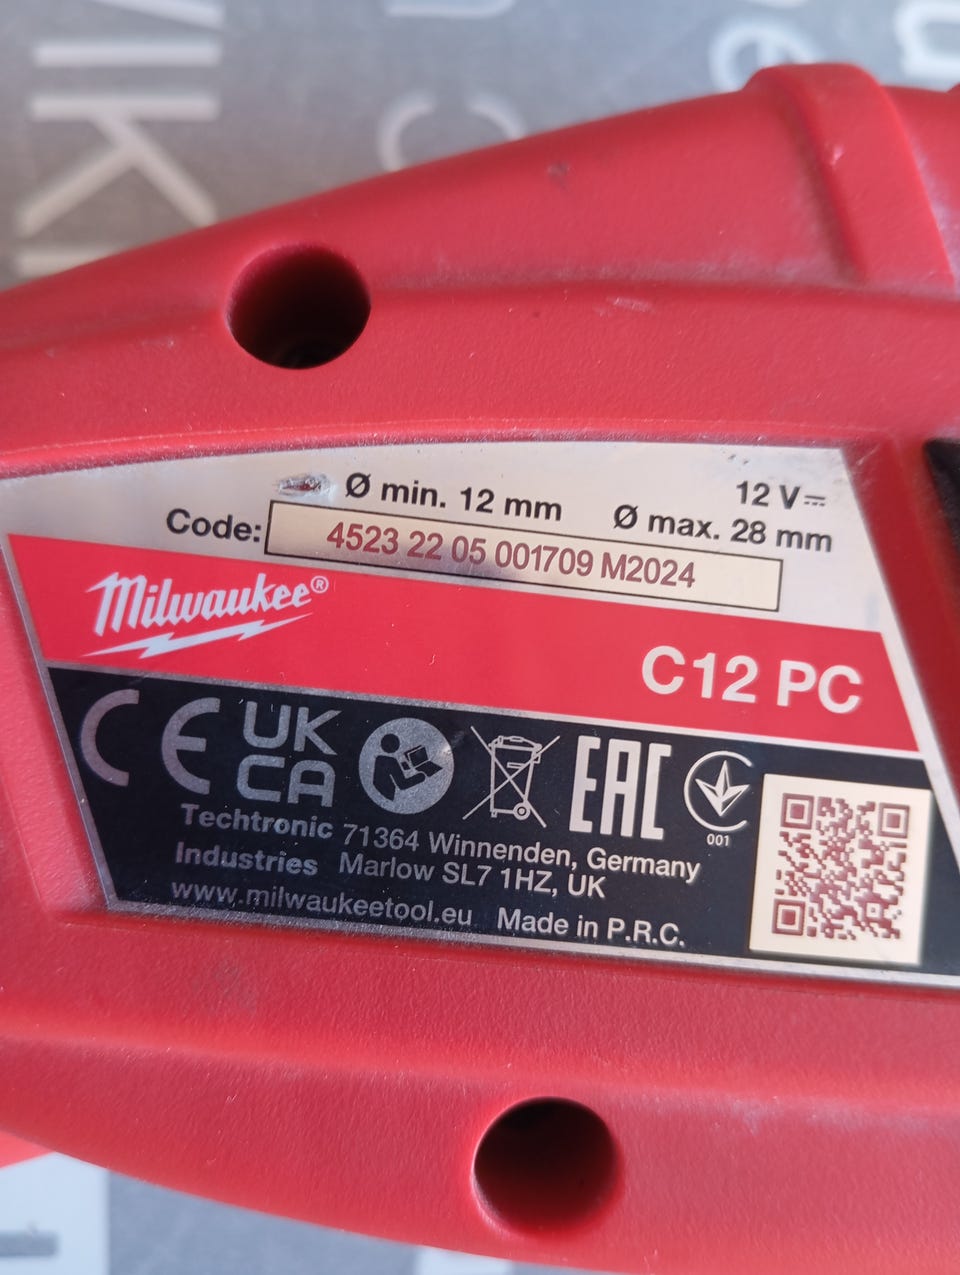 Ø min. 12 mm
12 V
Ø max. 28 mm
Code: 4523 22 05 001709 M2024
Milwaukee®
C12 PC
CE UK CA EAC
001
Techtronic Industries
71364 Winnenden, Germany
Marlow SL7 1HZ, UK
www.milwaukeetool.eu Made in P.R.C.